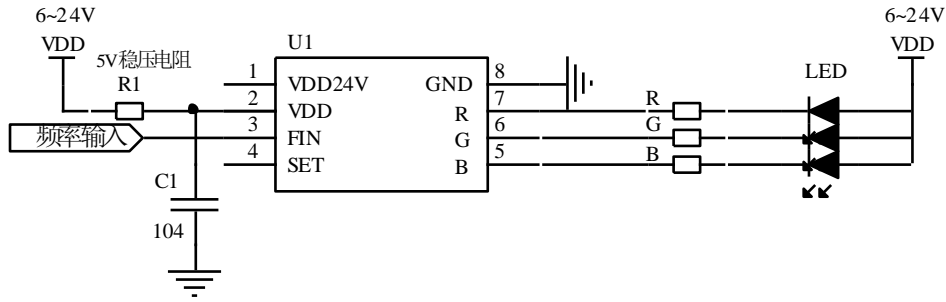 6~24V
VDD
5V稳压电阻
R1
频率输入
C1
104
U1
1
VDD24V
2
VDD
3
FIN
4
SET
GND
8
R
7
G
6
B
5
R
G
B
LED
6~24V
VDD